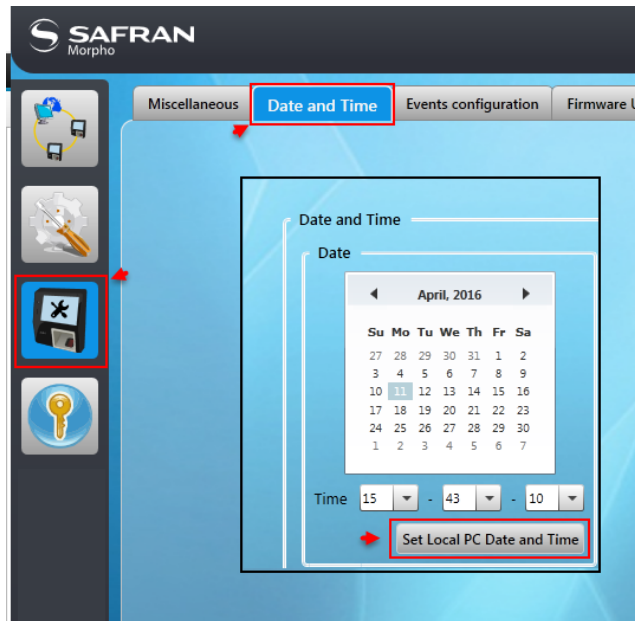 SAFRAN
Morpho
Miscellaneous Date and Time Events configuration Firmware U
Date and Time
Date
April, 2016
Su Mo Tu We Th Fr Sa
27 28 29 30 31 1 2
3 4 5 6 7 8 9
10 11 12 13 14 15 16
17 18 19 20 21 22 23
24 25 26 27 28 29 30
1 2 3 4 5 6 7
Time 15 - 43 - 10
Set Local PC Date and Time